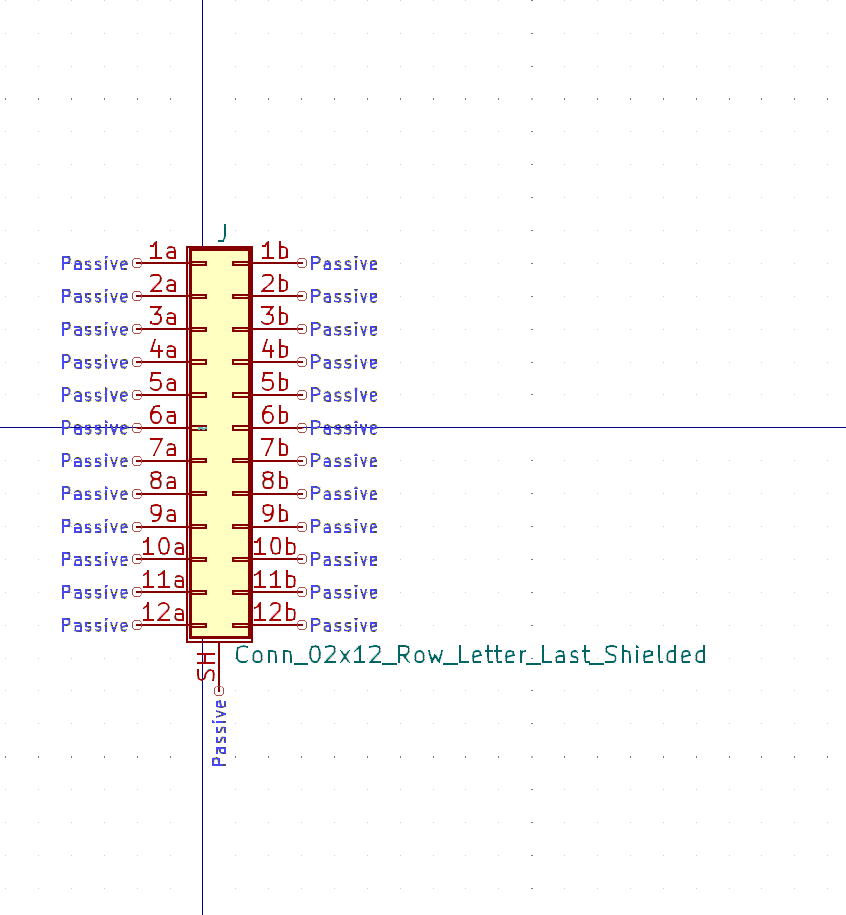 J
Passive 1a 1b Passive
Passive 2a 2b Passive
Passive 3a 3b Passive
Passive 4a 4b Passive
Passive 5a 5b Passive
Passive 6a 6b Passive
Passive 7a 7b Passive
Passive 8a 8b Passive
Passive 9a 9b Passive
Passive 10a 10b Passive
Passive 11a 11b Passive
Passive 12a 12b Passive
SH
Conn_02x12_Row_Letter_Last_Shielded
Passive